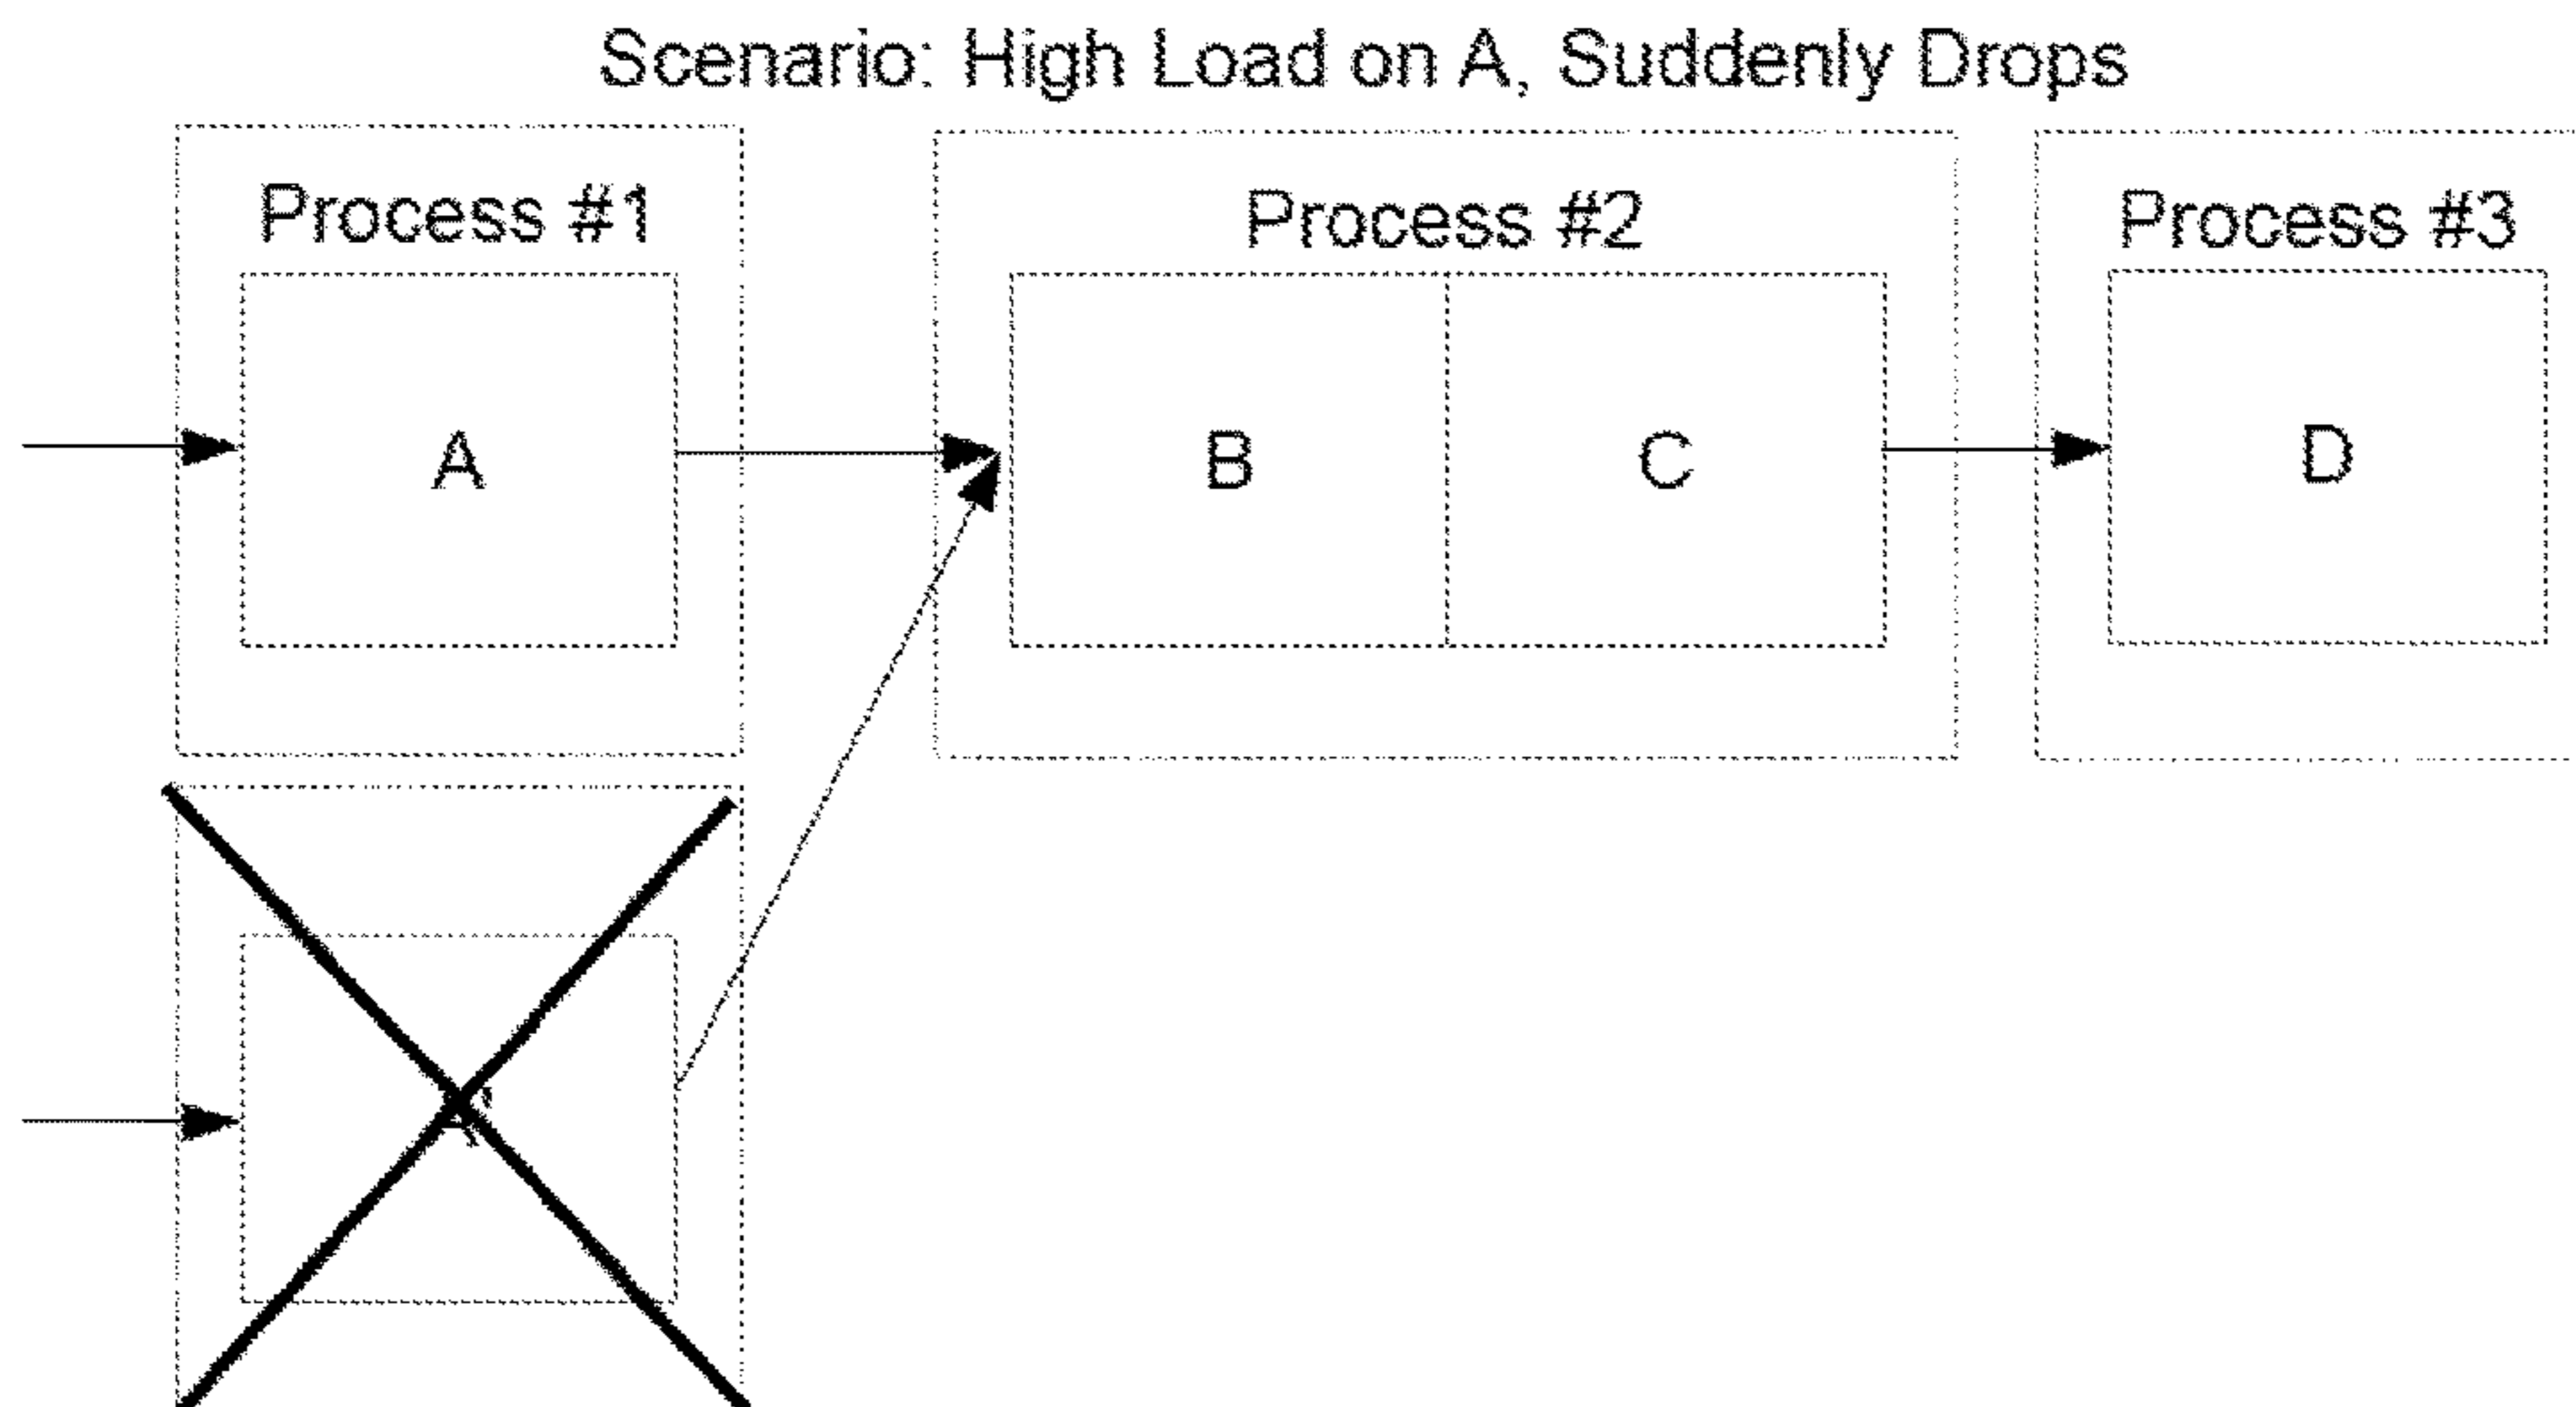 Scenario: High Load on A, Suddenly Drops
Process #1
Process #2
Process #3
A
B
C
D